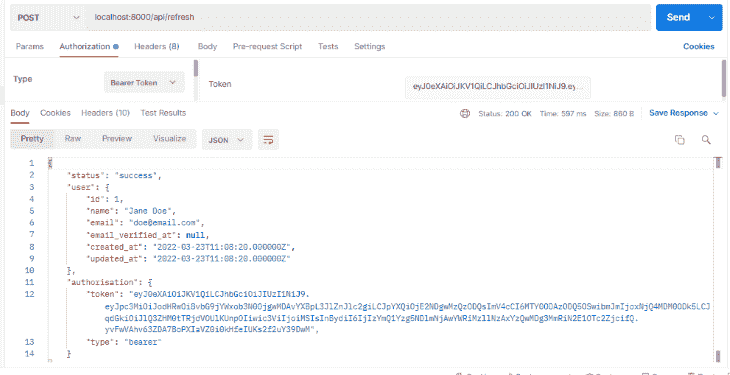 POST localhost:8000/api/refresh Send
Params Authorization Headers (8) Body Pre-request Script Tests Settings Cookies
Type Bearer Token Token eyJ0eXAiOiJKV1QiLCJhbGciOiJIUzI1NiJ9.ey...
Body Cookies Headers (10) Test Results Status: 200 OK Time: 597 ms Size: 860 B Save Response
Pretty Raw Preview Visualize JSON
1 {
2 "status": "success",
3 "user": {
4 "id": 1,
5 "name": "Jane Doe",
6 "email": "doe@email.com",
7 "email_verified_at": null,
8 "created_at": "2022-03-23T11:08:20.000000Z",
9 "updated_at": "2022-03-23T11:08:20.000000Z"
10 },
11 "authorisation": {
12 "token": "eyJ0eXAiOiJKV1QiLCJhbGciOiJIUzI1NiJ9.
13 "type": "bearer"
14 }